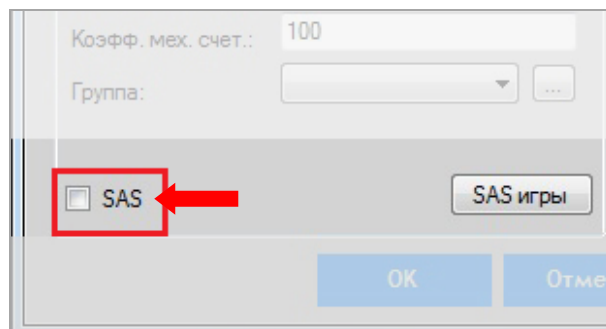 Коэфф. мех. счет.: 100
Группа: ...
SAS SAS игры
OK Отме